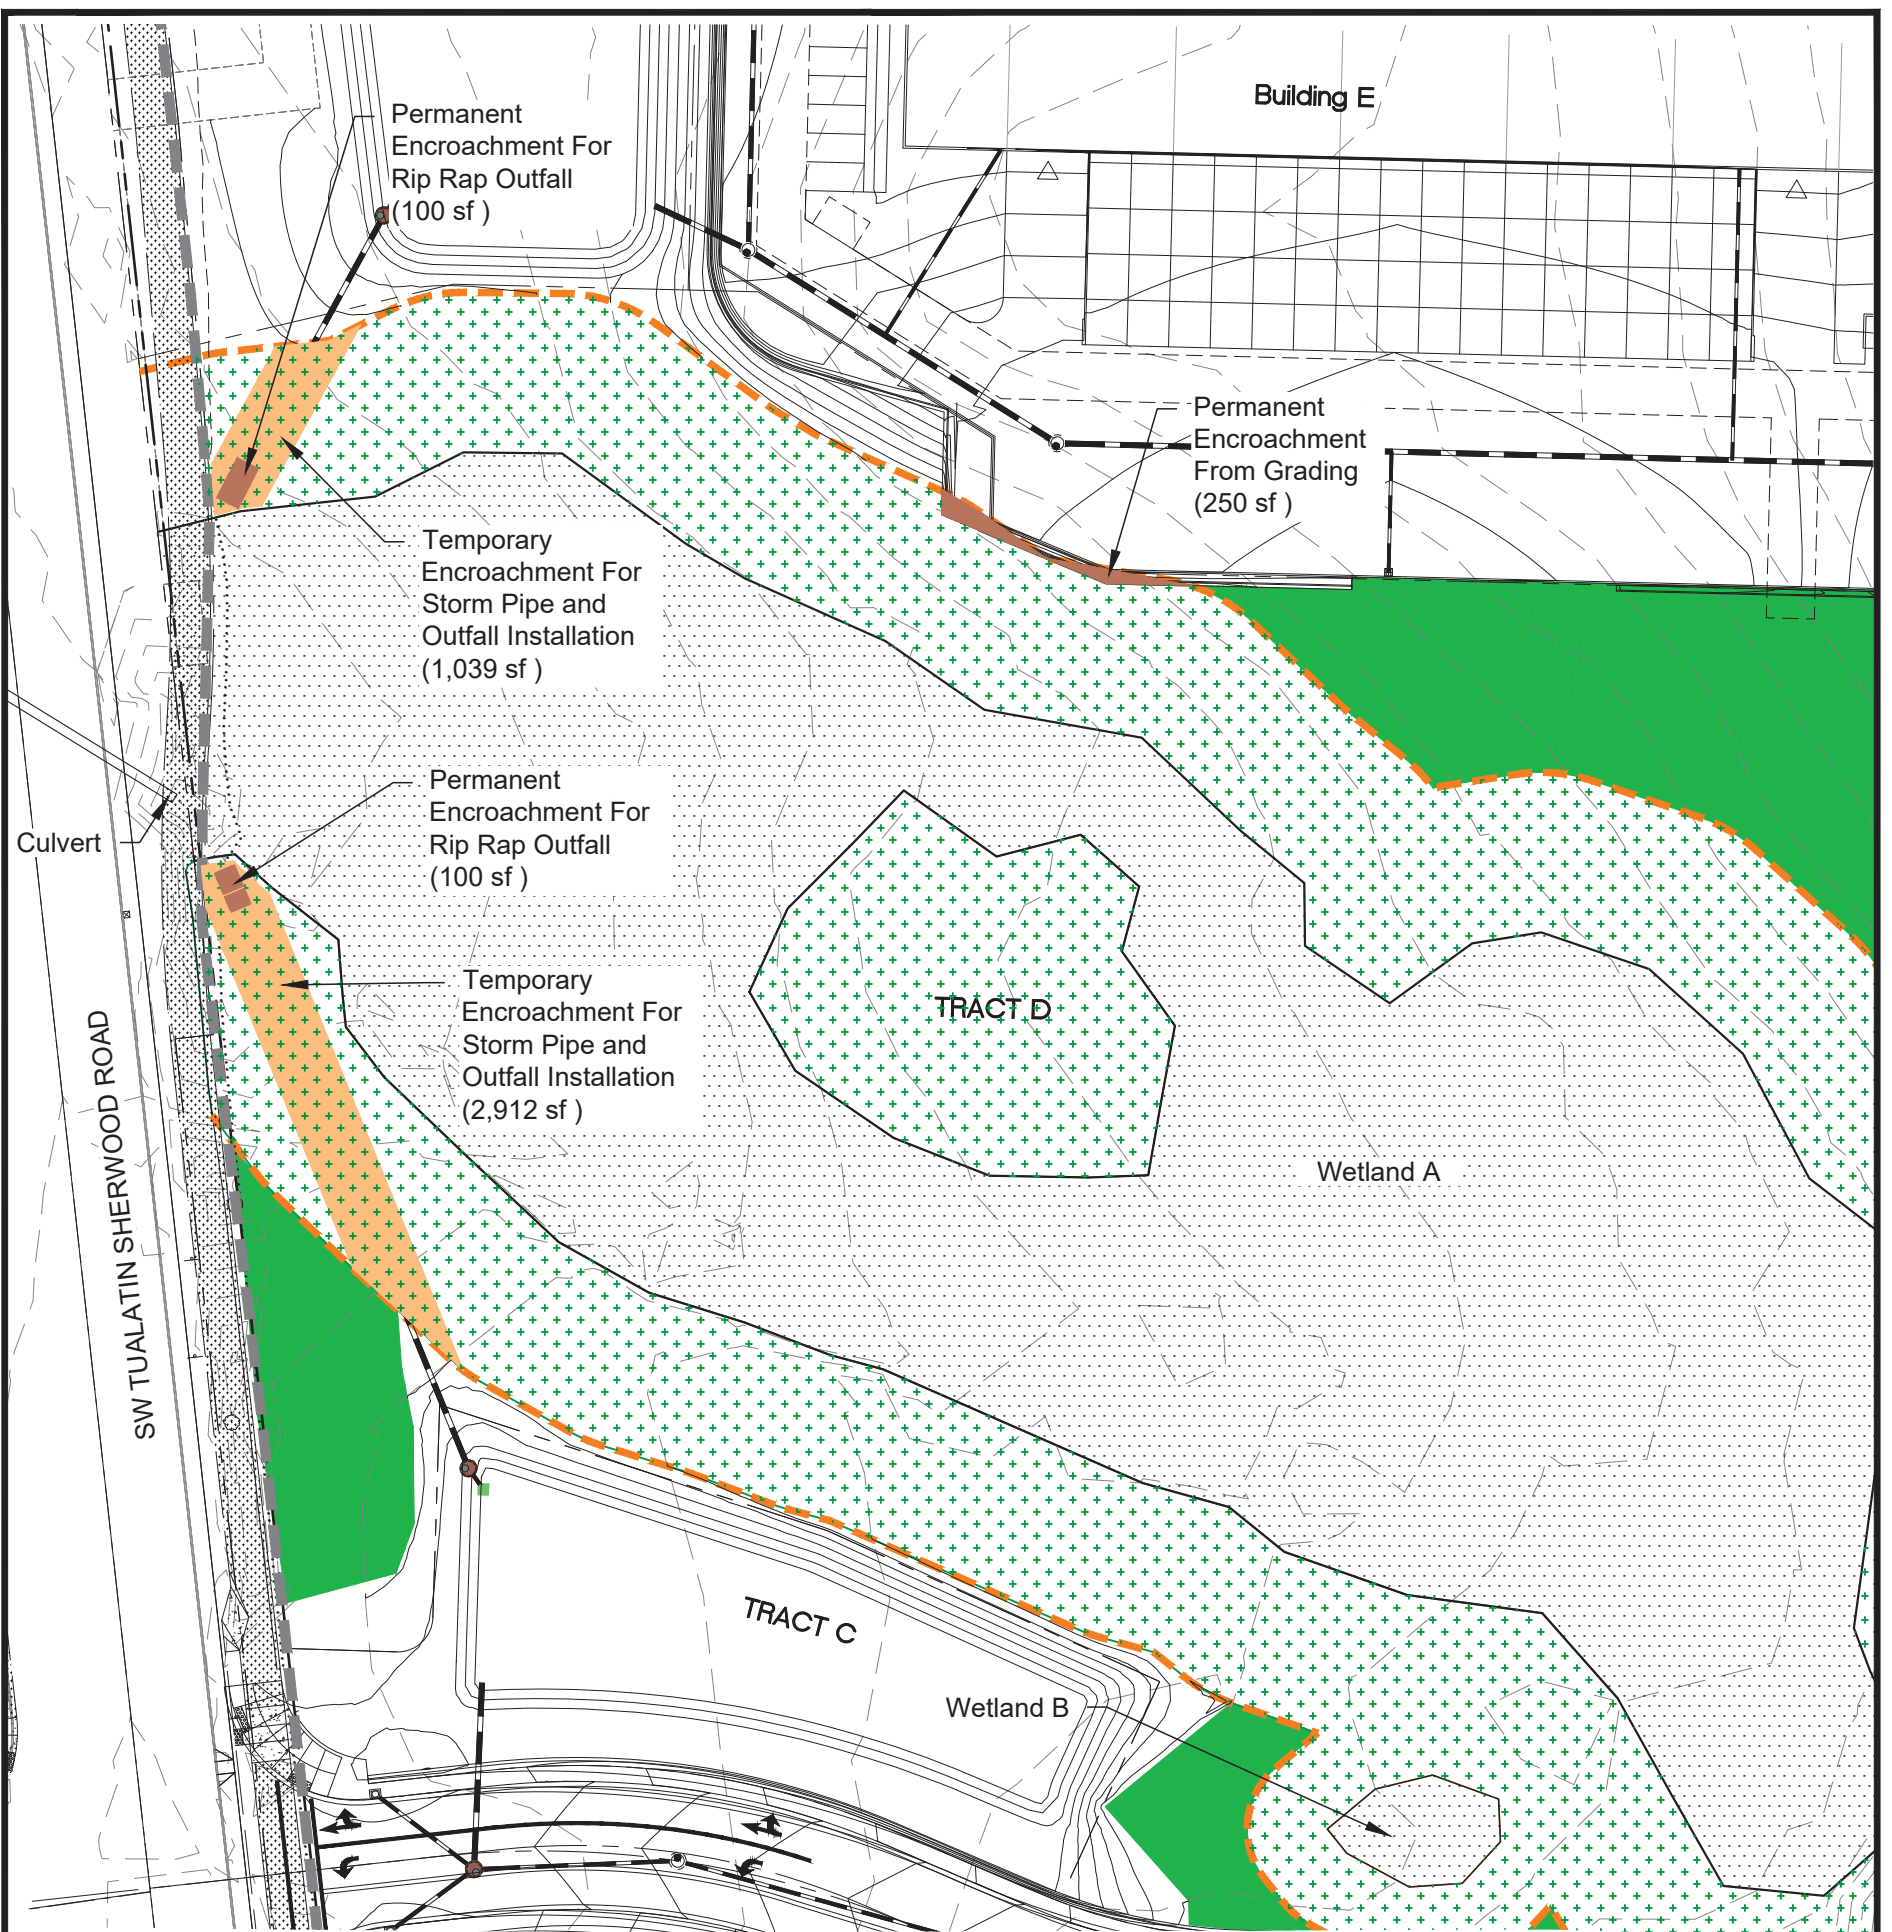 Building E
Permanent
Encroachment For
Rip Rap Outfall
(100 sf )
Permanent
Encroachment
From Grading
(250 sf )
Temporary
Encroachment For
Storm Pipe and
Outfall Installation
(1,039 sf )
Permanent
Encroachment For
Rip Rap Outfall
(100 sf )
Culvert
Temporary
Encroachment For
Storm Pipe and
Outfall Installation
(2,912 sf )
TRACT D
Wetland A
SW TUALATIN SHERWOOD ROAD
TRACT C
Wetland B